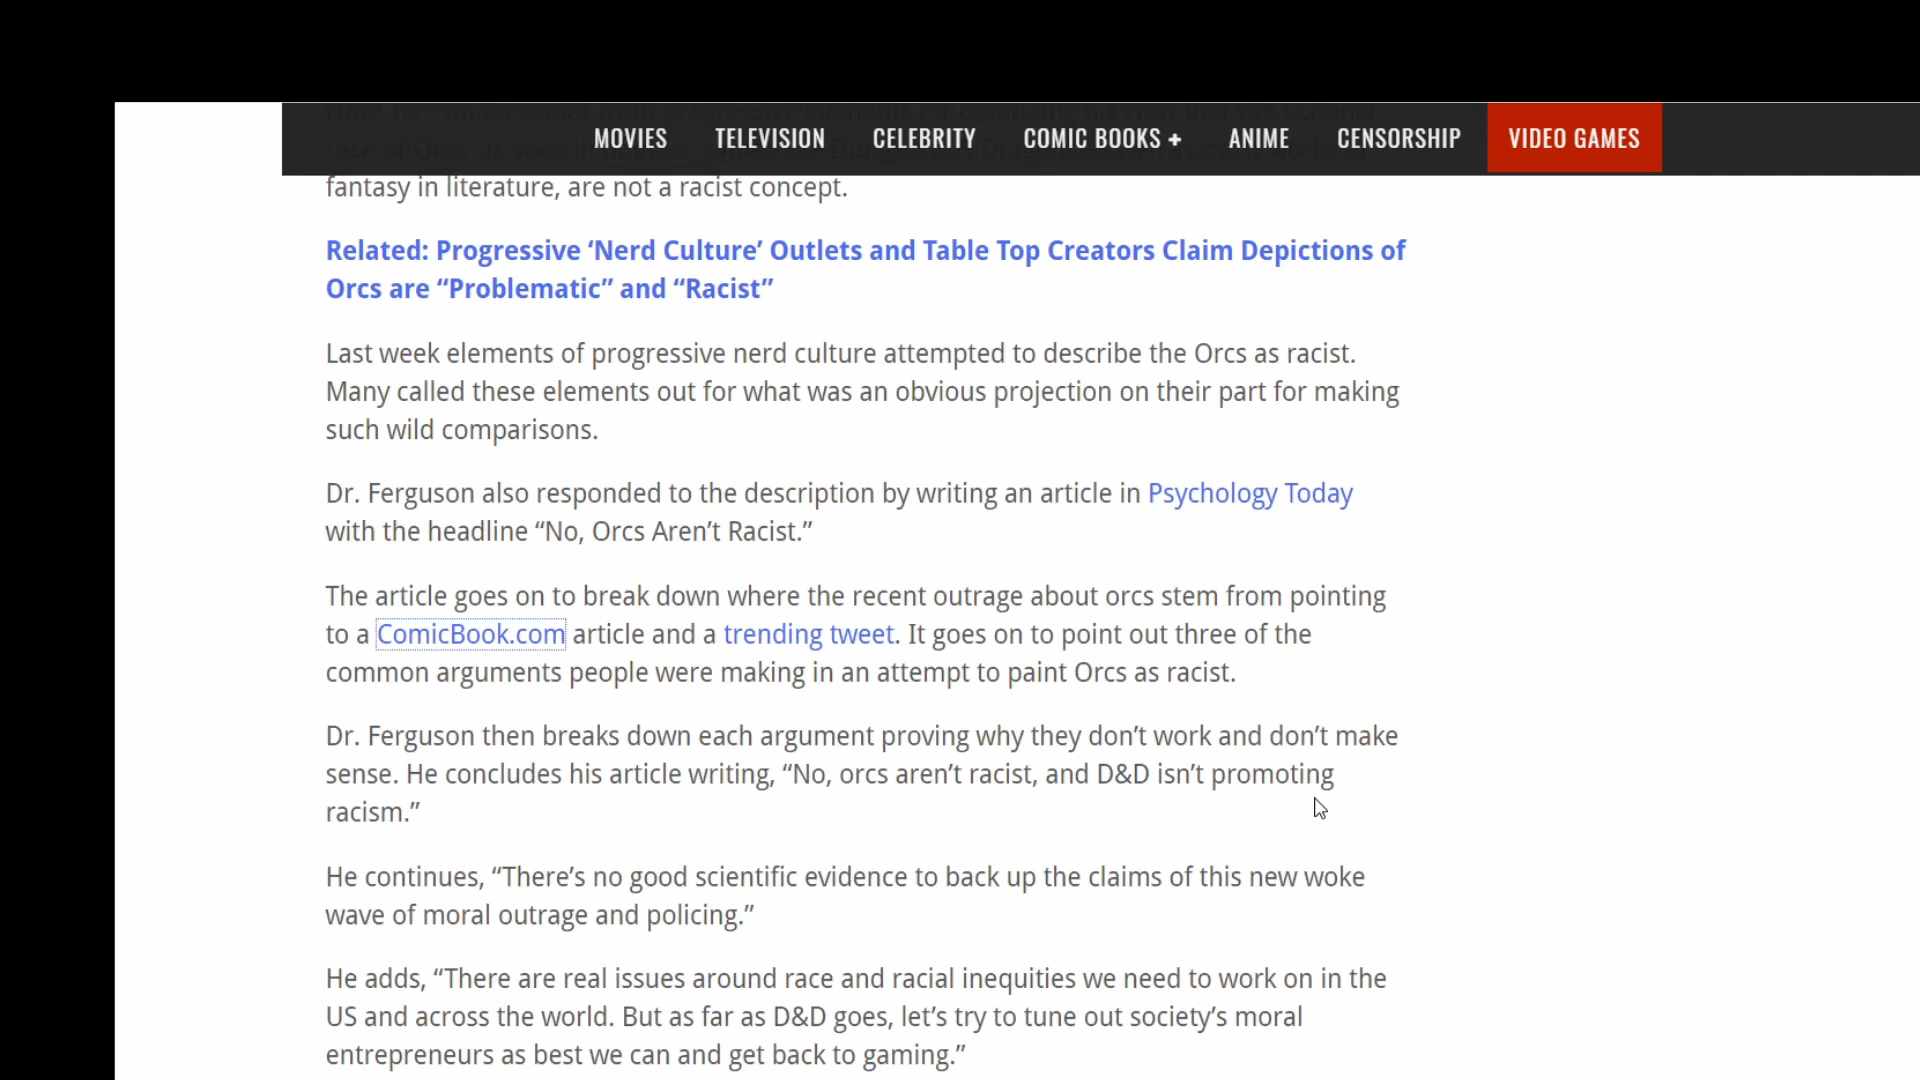 MOVIES TELEVISION CELEBRITY COMIC BOOKS + ANIME CENSORSHIP VIDEO GAMES
fantasy in literature, are not a racist concept.
Related: Progressive ‘Nerd Culture’ Outlets and Table Top Creators Claim Depictions of
Orcs are “Problematic” and “Racist”
Last week elements of progressive nerd culture attempted to describe the Orcs as racist.
Many called these elements out for what was an obvious projection on their part for making
such wild comparisons.
Dr. Ferguson also responded to the description by writing an article in Psychology Today
with the headline “No, Orcs Aren’t Racist.”
The article goes on to break down where the recent outrage about orcs stem from pointing
to a ComicBook.com article and a trending tweet. It goes on to point out three of the
common arguments people were making in an attempt to paint Orcs as racist.
Dr. Ferguson then breaks down each argument proving why they don’t work and don’t make
sense. He concludes his article writing, “No, orcs aren’t racist, and D&D isn’t promoting
racism.”
He continues, “There’s no good scientific evidence to back up the claims of this new woke
wave of moral outrage and policing.”
He adds, “There are real issues around race and racial inequities we need to work on in the
US and across the world. But as far as D&D goes, let’s try to tune out society’s moral
entrepreneurs as best we can and get back to gaming.”